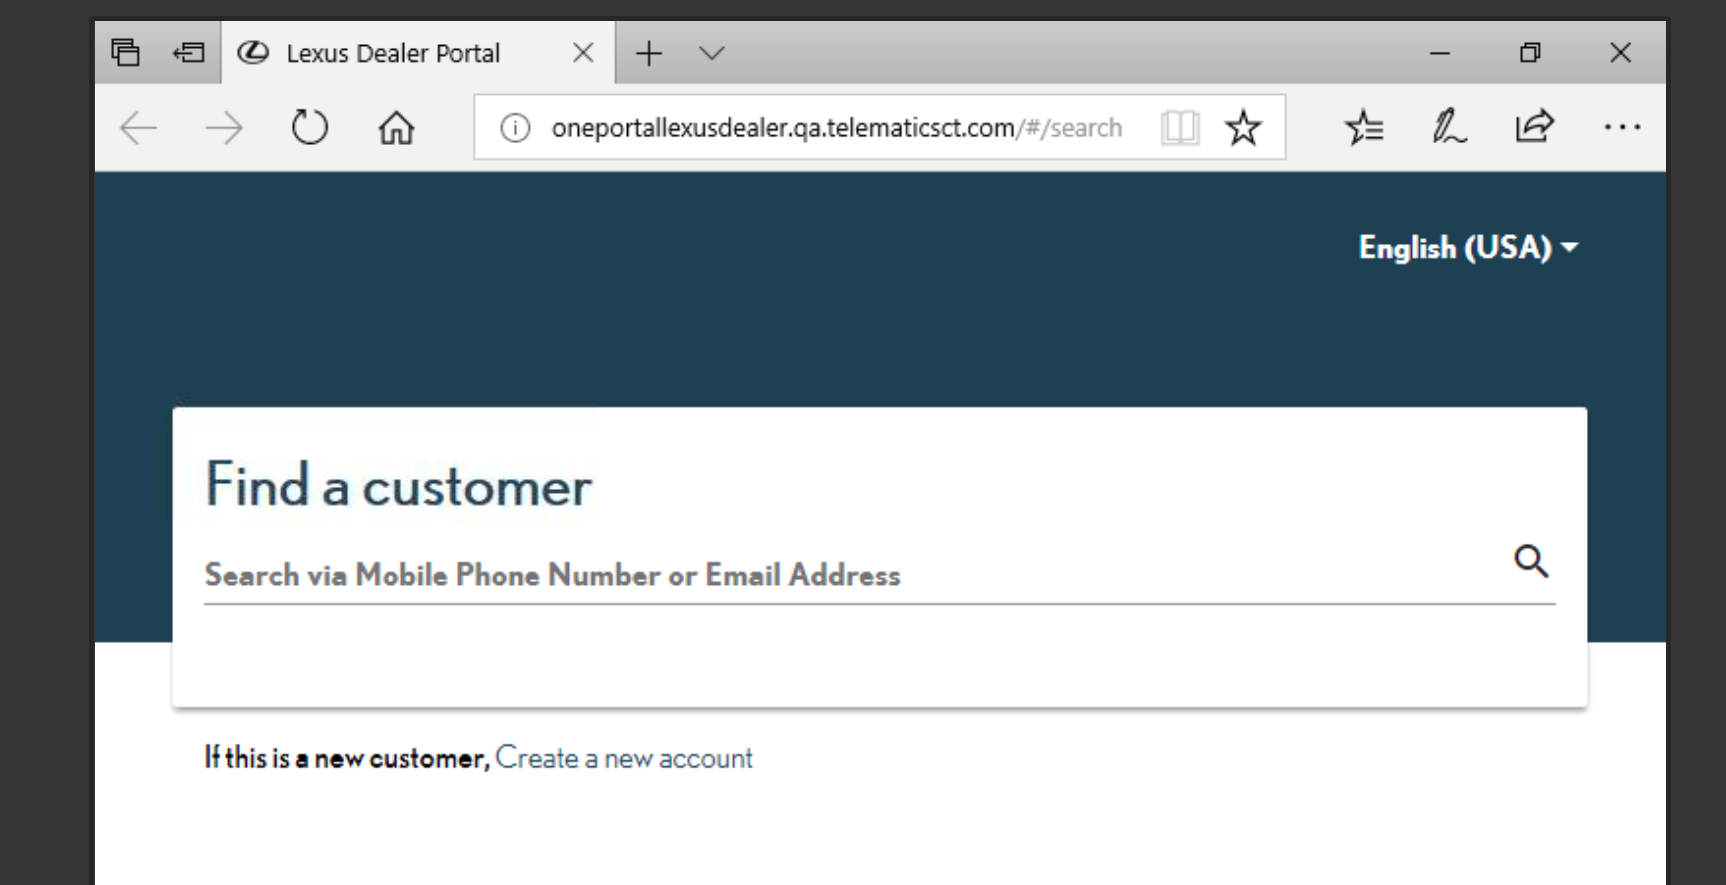 Lexus Dealer Portal
oneportallexusdealer.qa.telematicsct.com/#/search
English (USA)
Find a customer
Search via Mobile Phone Number or Email Address
If this is a new customer, Create a new account